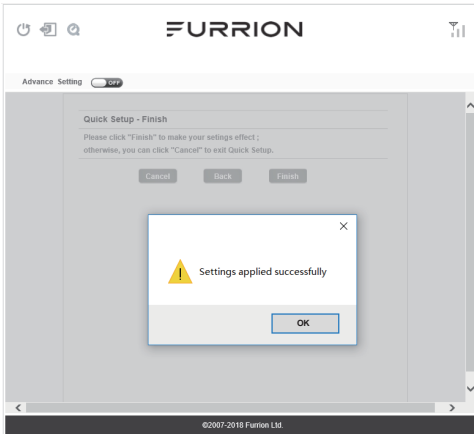 FURRION
Advance Setting OFF
Quick Setup - Finish
Please click "Finish" to make your setings effect ;
otherwise, you can click "Cancel" to exit Quick Setup.
Cancel Back Finish
Settings applied successfully
OK
©2007-2018 Furrion Ltd.